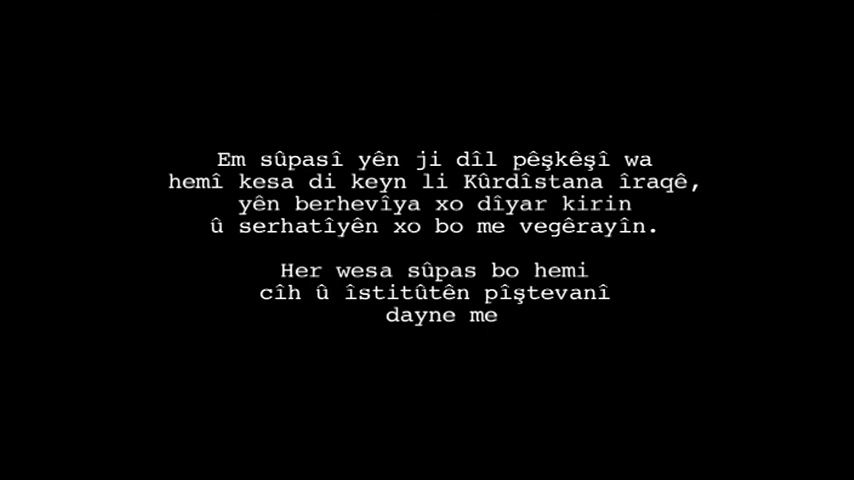 Em sûpasî yên ji dîl pêşkêşî wa
hemî kesa di keyn li Kûrdîstana îraqê,
yên berhevîya xo dîyar kirin
û serhatîyên xo bo me vegêrayîn.
Her wesa sûpas bo hemi
cîh û îstitûtên pîştevanî
dayne me